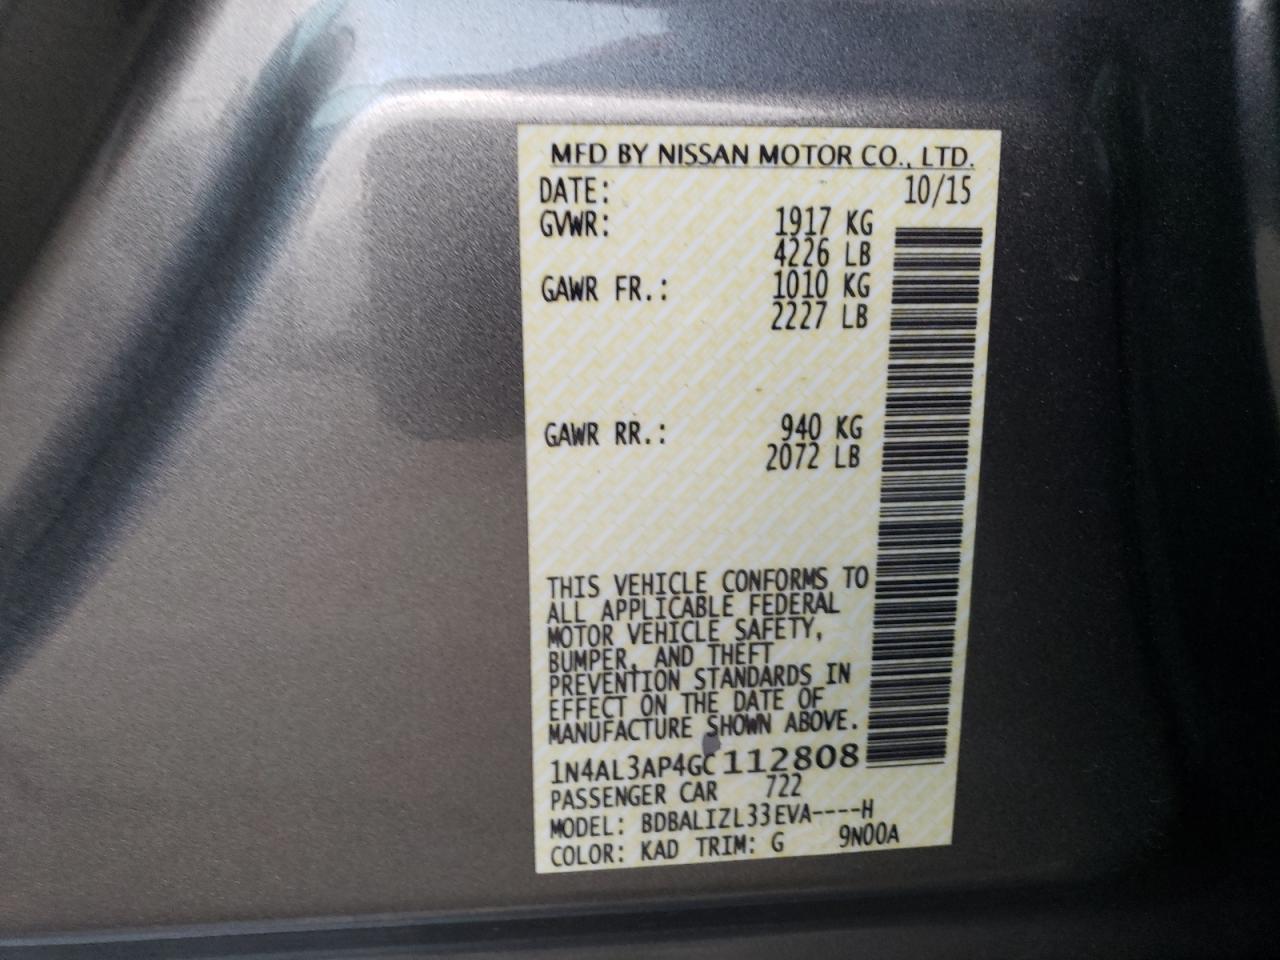 MFD BY NISSAN MOTOR CO., LTD.
DATE: 10/15
GVWR: 1917 KG
4226 LB
GAWR FR.: 1010 KG
2227 LB
GAWR RR.: 940 KG
2072 LB
THIS VEHICLE CONFORMS TO
ALL APPLICABLE FEDERAL
MOTOR VEHICLE SAFETY,
BUMPER, AND THEFT
PREVENTION STANDARDS IN
EFFECT ON THE DATE OF
MANUFACTURE SHOWN ABOVE.
1N4AL3AP4GC112808
PASSENGER CAR 722
MODEL: BDBALIZL33EVA----H
COLOR: KAD TRIM: G 9N00A